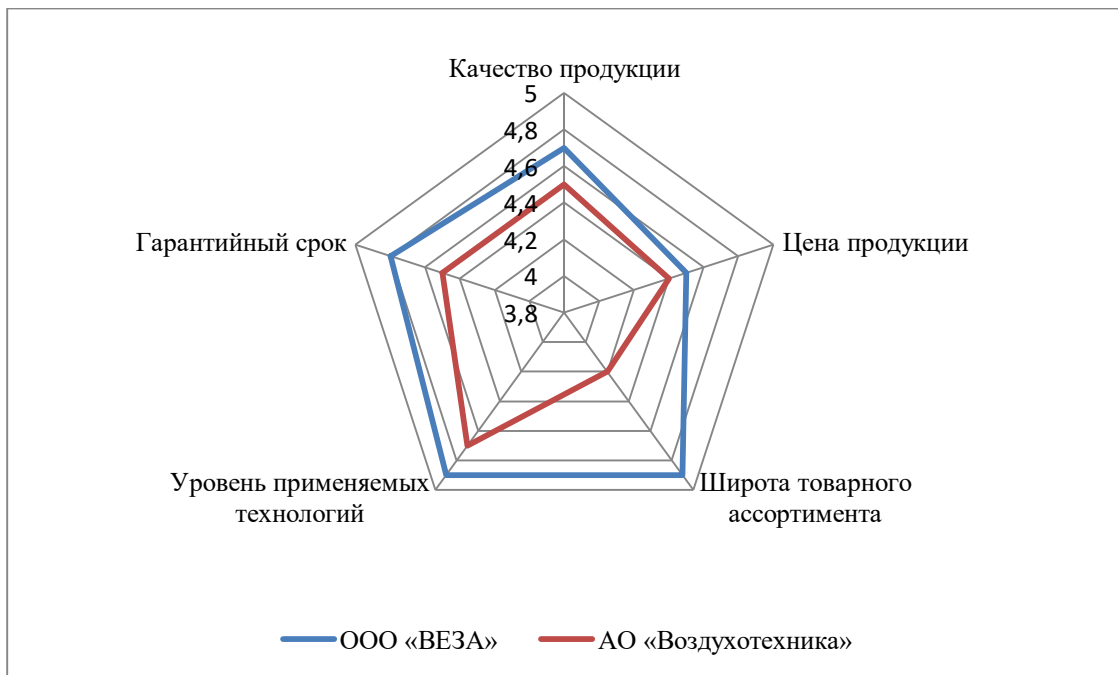 Качество продукции
5
4,8
4,6
4,4
4,2
4
3,8
Гарантийный срок
Цена продукции
Уровень применяемых
технологий
Широта товарного
ассортимента
ООО «ВЕЗА»
АО «Воздухотехника»